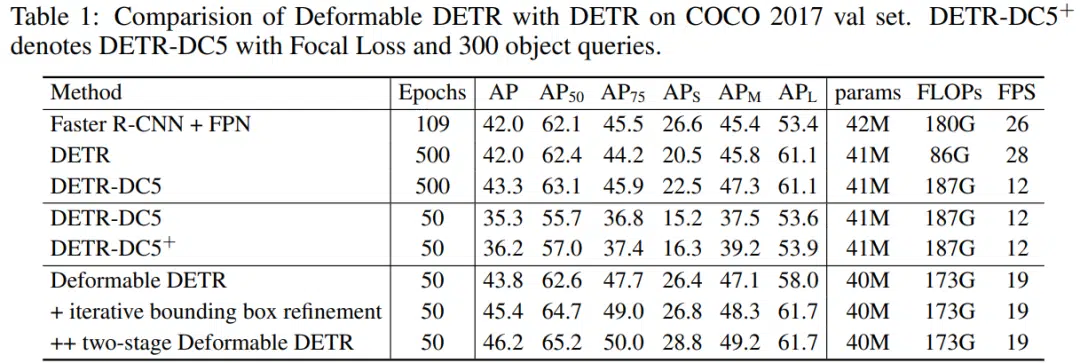 Table 1: Comparision of Deformable DETR with DETR on COCO 2017 val set. DETR-DC5+
denotes DETR-DC5 with Focal Loss and 300 object queries.
Method Epochs AP AP50 AP75 APS APM APL params FLOPs FPS
Faster R-CNN + FPN 109 42.0 62.1 45.5 26.6 45.4 53.4 42M 180G 26
DETR 500 42.0 62.4 44.2 20.5 45.8 61.1 41M 86G 28
DETR-DC5 500 43.3 63.1 45.9 22.5 47.3 61.1 41M 187G 12
DETR-DC5 50 35.3 55.7 36.8 15.2 37.5 53.6 41M 187G 12
DETR-DC5+ 50 36.2 57.0 37.4 16.3 39.2 53.9 41M 187G 12
Deformable DETR 50 43.8 62.6 47.7 26.4 47.1 58.0 40M 173G 19
+ iterative bounding box refinement 50 45.4 64.7 49.0 26.8 48.3 61.7 40M 173G 19
++ two-stage Deformable DETR 50 46.2 65.2 50.0 28.8 49.2 61.7 40M 173G 19